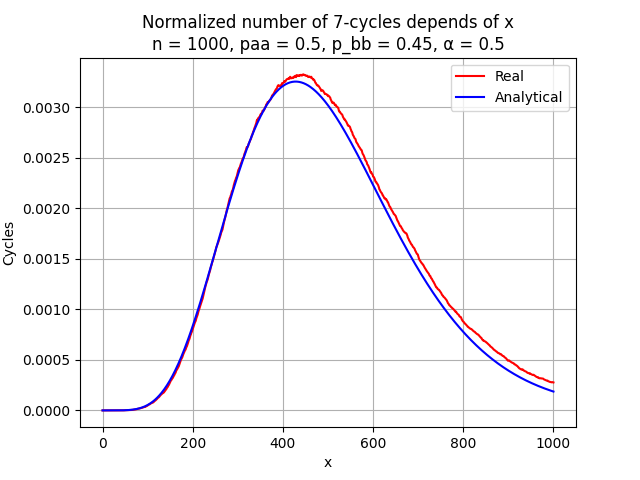 Normalized number of 7-cycles depends of x
n = 1000, paa = 0.5, p_bb = 0.45, α = 0.5
Real
Analytical
Cycles
0.0030
0.0025
0.0020
0.0015
0.0010
0.0005
0.0000
0 200 400 600 800 1000
x